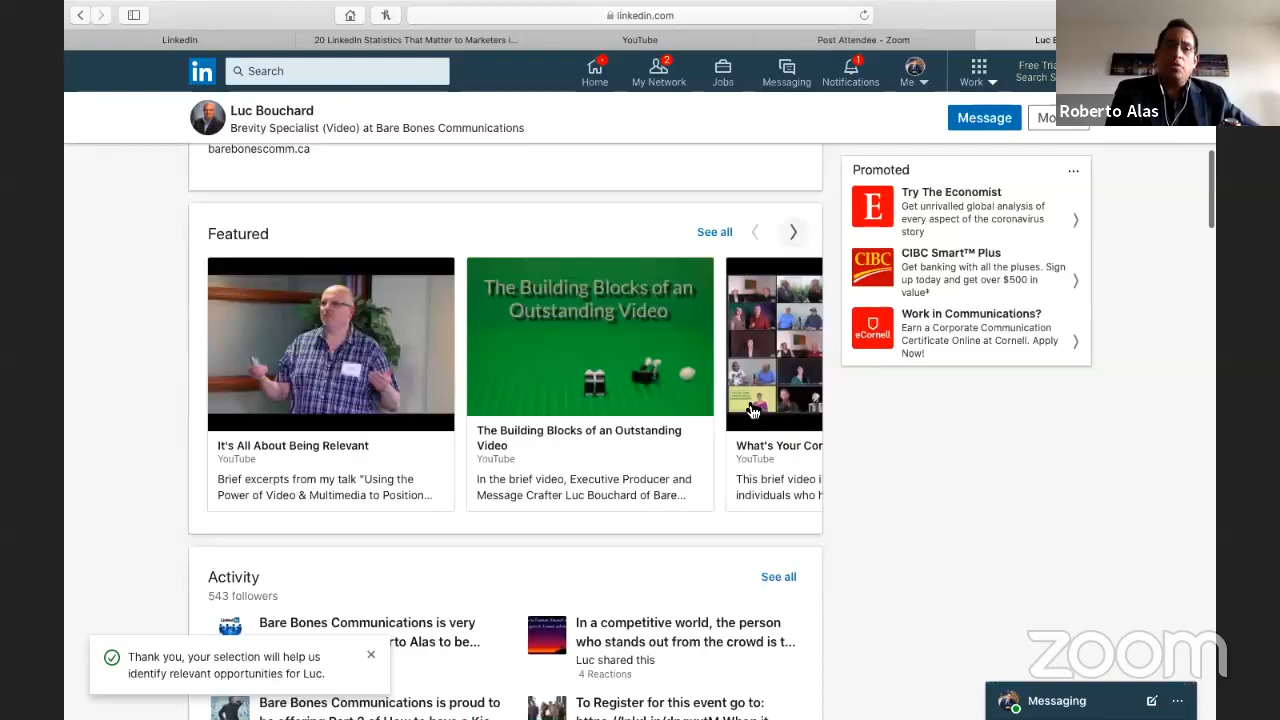 linkedin.com
LinkedIn
20 LinkedIn Statistics That Matter to Marketers i...
YouTube
Post Attendee - Zoom
Luc B
in
Search
Home
2
My Network
Jobs
Messaging
1
Notifications
Me
Work
Free Tria
Search S
Roberto Alas
Luc Bouchard
Brevity Specialist (Video) at Bare Bones Communications
Message
Mo
barebonescomm.ca
Featured
See all
The Building Blocks of an
Outstanding Video
It's All About Being Relevant
YouTube
Brief excerpts from my talk "Using the
Power of Video & Multimedia to Position...
The Building Blocks of an Outstanding
Video
YouTube
In the brief video, Executive Producer and
Message Crafter Luc Bouchard of Bare...
What's Your Cor
YouTube
This brief video i
individuals who h
Promoted
...
E
Try The Economist
Get unrivalled global analysis of
every aspect of the coronavirus
story
CIBC
CIBC Smart™ Plus
Get banking with all the pluses. Sign
up today and get over $500 in
value*
eCornell
Work in Communications?
Earn a Corporate Communication
Certificate Online at Cornell. Apply
Now!
Activity
See all
543 followers
Bare Bones Communications is very
rto Alas to be...
In a competitive world, the person
who stands out from the crowd is t...
Luc shared this
4 Reactions
Thank you, your selection will help us
identify relevant opportunities for Luc.
Bare Bones Communications is proud to
To Register for this event go to:
zoom
Messaging
...